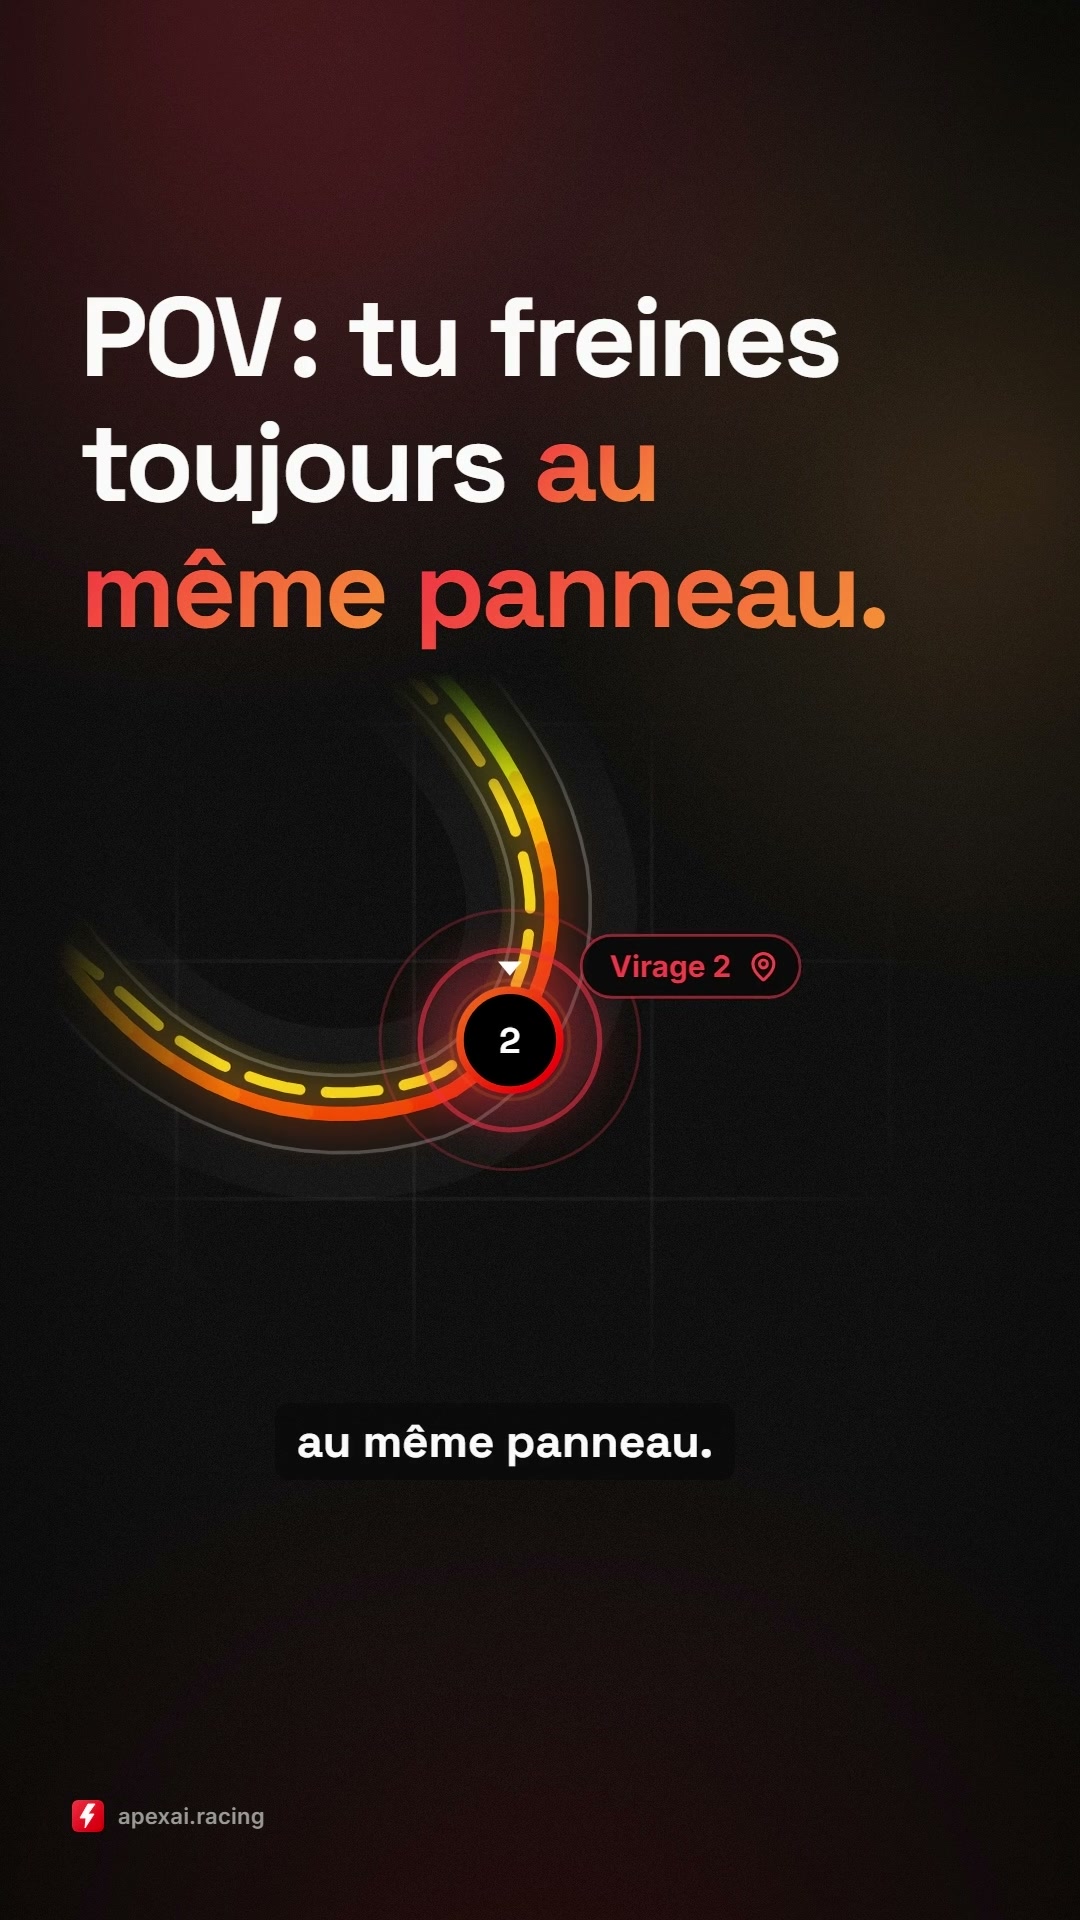 POV: tu freines
toujours au
même panneau.
Virage 2
2
au même panneau.
apexai.racing